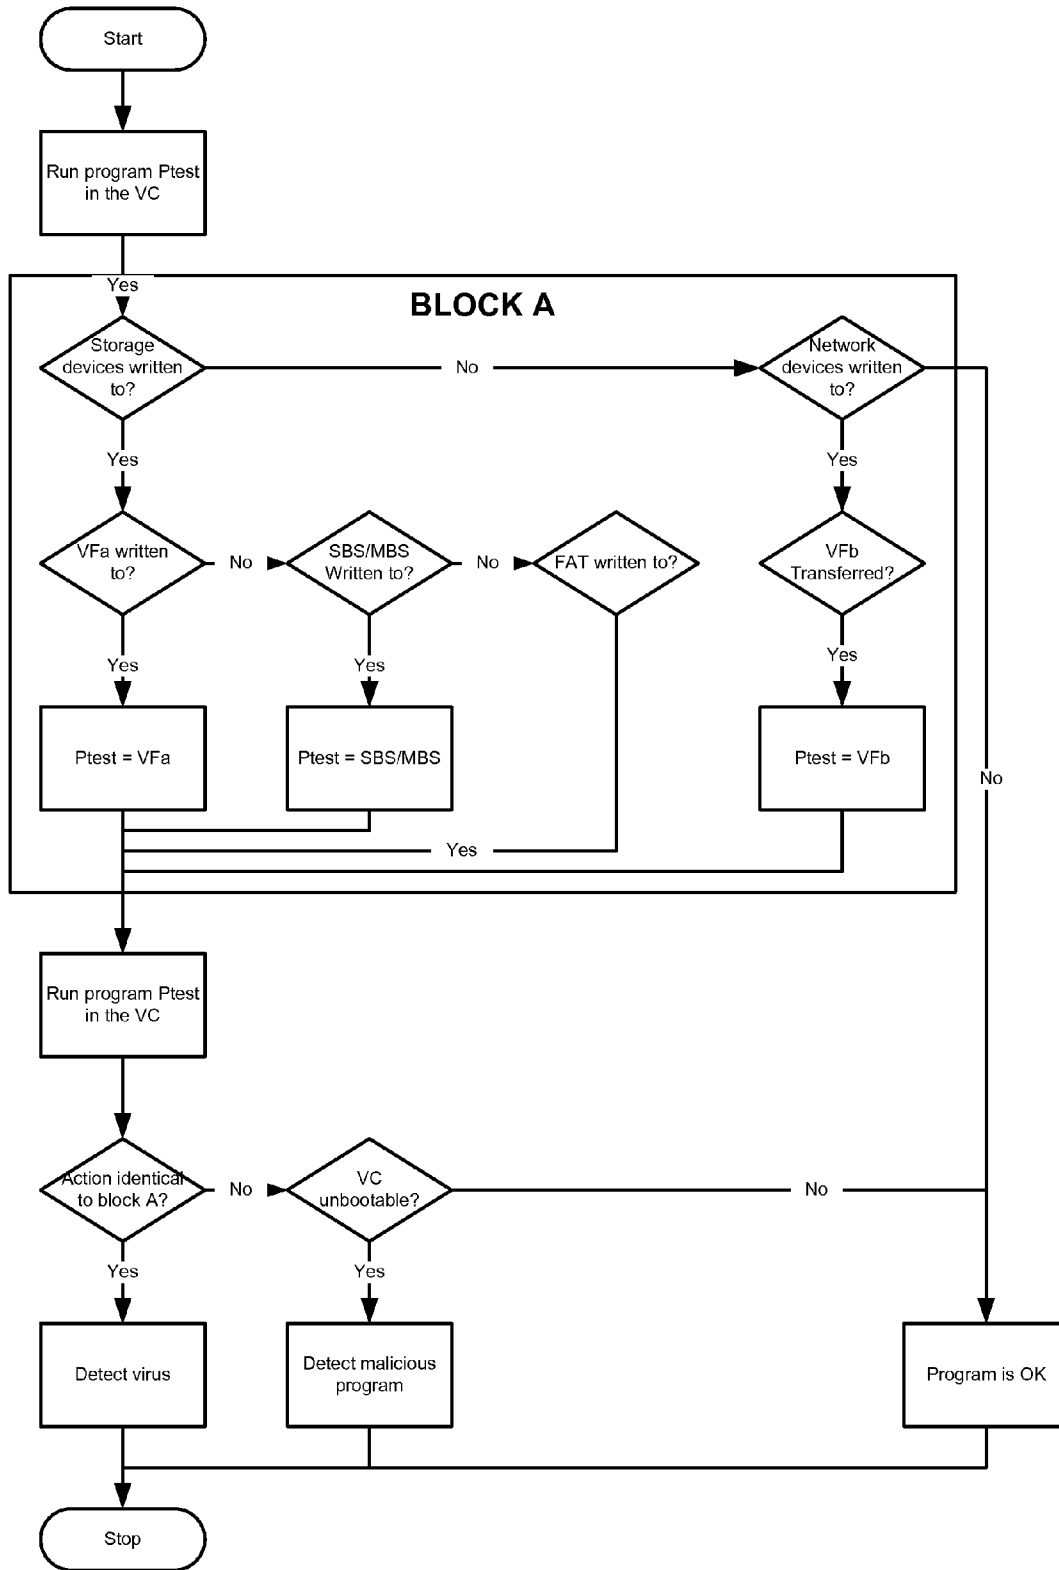 Start
Run program Ptest
in the VC
Yes
BLOCK A
Storage
devices written
to?
No
Network
devices written
to?
Yes
Yes
VFa written
to?
No
SBS/MBS
Written to?
No
FAT written to?
VFb
Transferred?
Yes
Yes
Yes
Ptest = VFa
Ptest = SBS/MBS
Ptest = VFb
No
Yes
Run program Ptest
in the VC
Action identical
to block A?
No
VC
unbootable?
No
Yes
Yes
Detect virus
Detect malicious
program
Program is OK
Stop